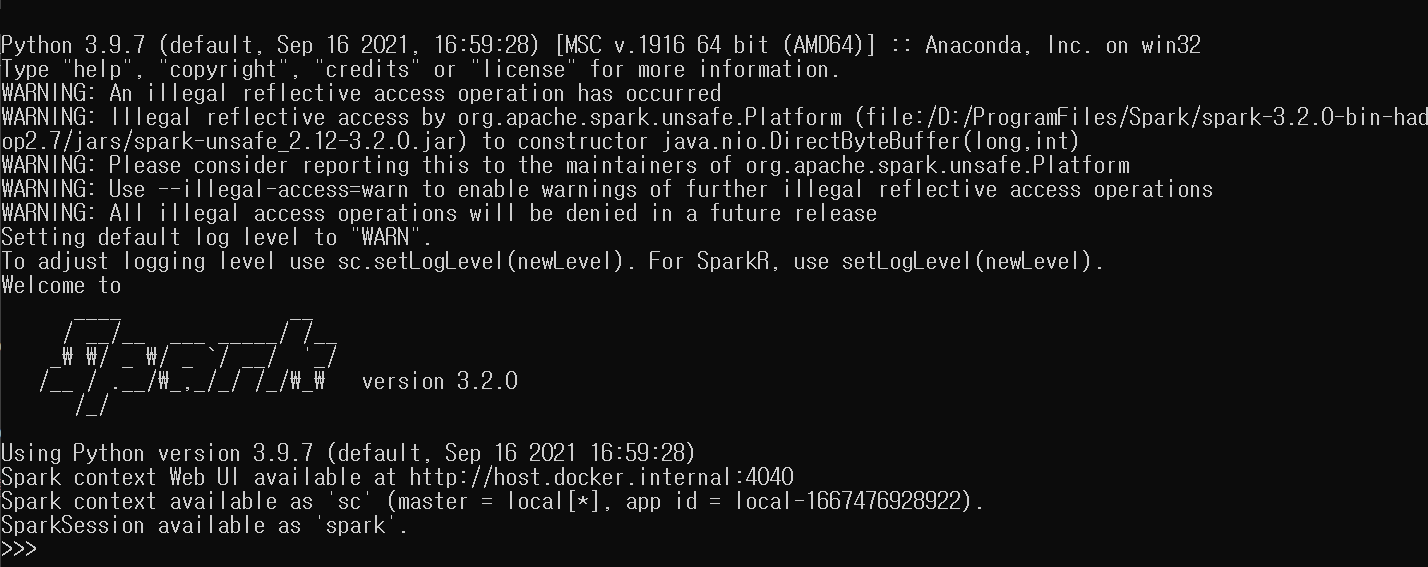 Python 3.9.7 (default, Sep 16 2021, 16:59:28) [MSC v.1916 64 bit (AMD64)] :: Anaconda, Inc. on win32
Type "help", "copyright", "credits" or "license" for more information.
WARNING: An illegal reflective access operation has occurred
WARNING: Illegal reflective access by org.apache.spark.unsafe.Platform (file:/D:/ProgramFiles/Spark/spark-3.2.0-bin-had
op2.7/jars/spark-unsafe_2.12-3.2.0.jar) to constructor java.nio.DirectByteBuffer(long,int)
WARNING: Please consider reporting this to the maintainers of org.apache.spark.unsafe.Platform
WARNING: Use --illegal-access=warn to enable warnings of further illegal reflective access operations
WARNING: All illegal access operations will be denied in a future release
Setting default log level to "WARN".
To adjust logging level use sc.setLogLevel(newLevel). For SparkR, use setLogLevel(newLevel).
Welcome to
      ____              __
     / __/__  ___ _____/ /__
    _₩ ₩/ _ ₩/ _ `/ __/  '_/
   /__ / .__/₩_,_/_/ /_/₩_₩   version 3.2.0
      /_/
Using Python version 3.9.7 (default, Sep 16 2021 16:59:28)
Spark context Web UI available at http://host.docker.internal:4040
Spark context available as 'sc' (master = local[*], app id = local-1667476928922).
SparkSession available as 'spark'.
>>>